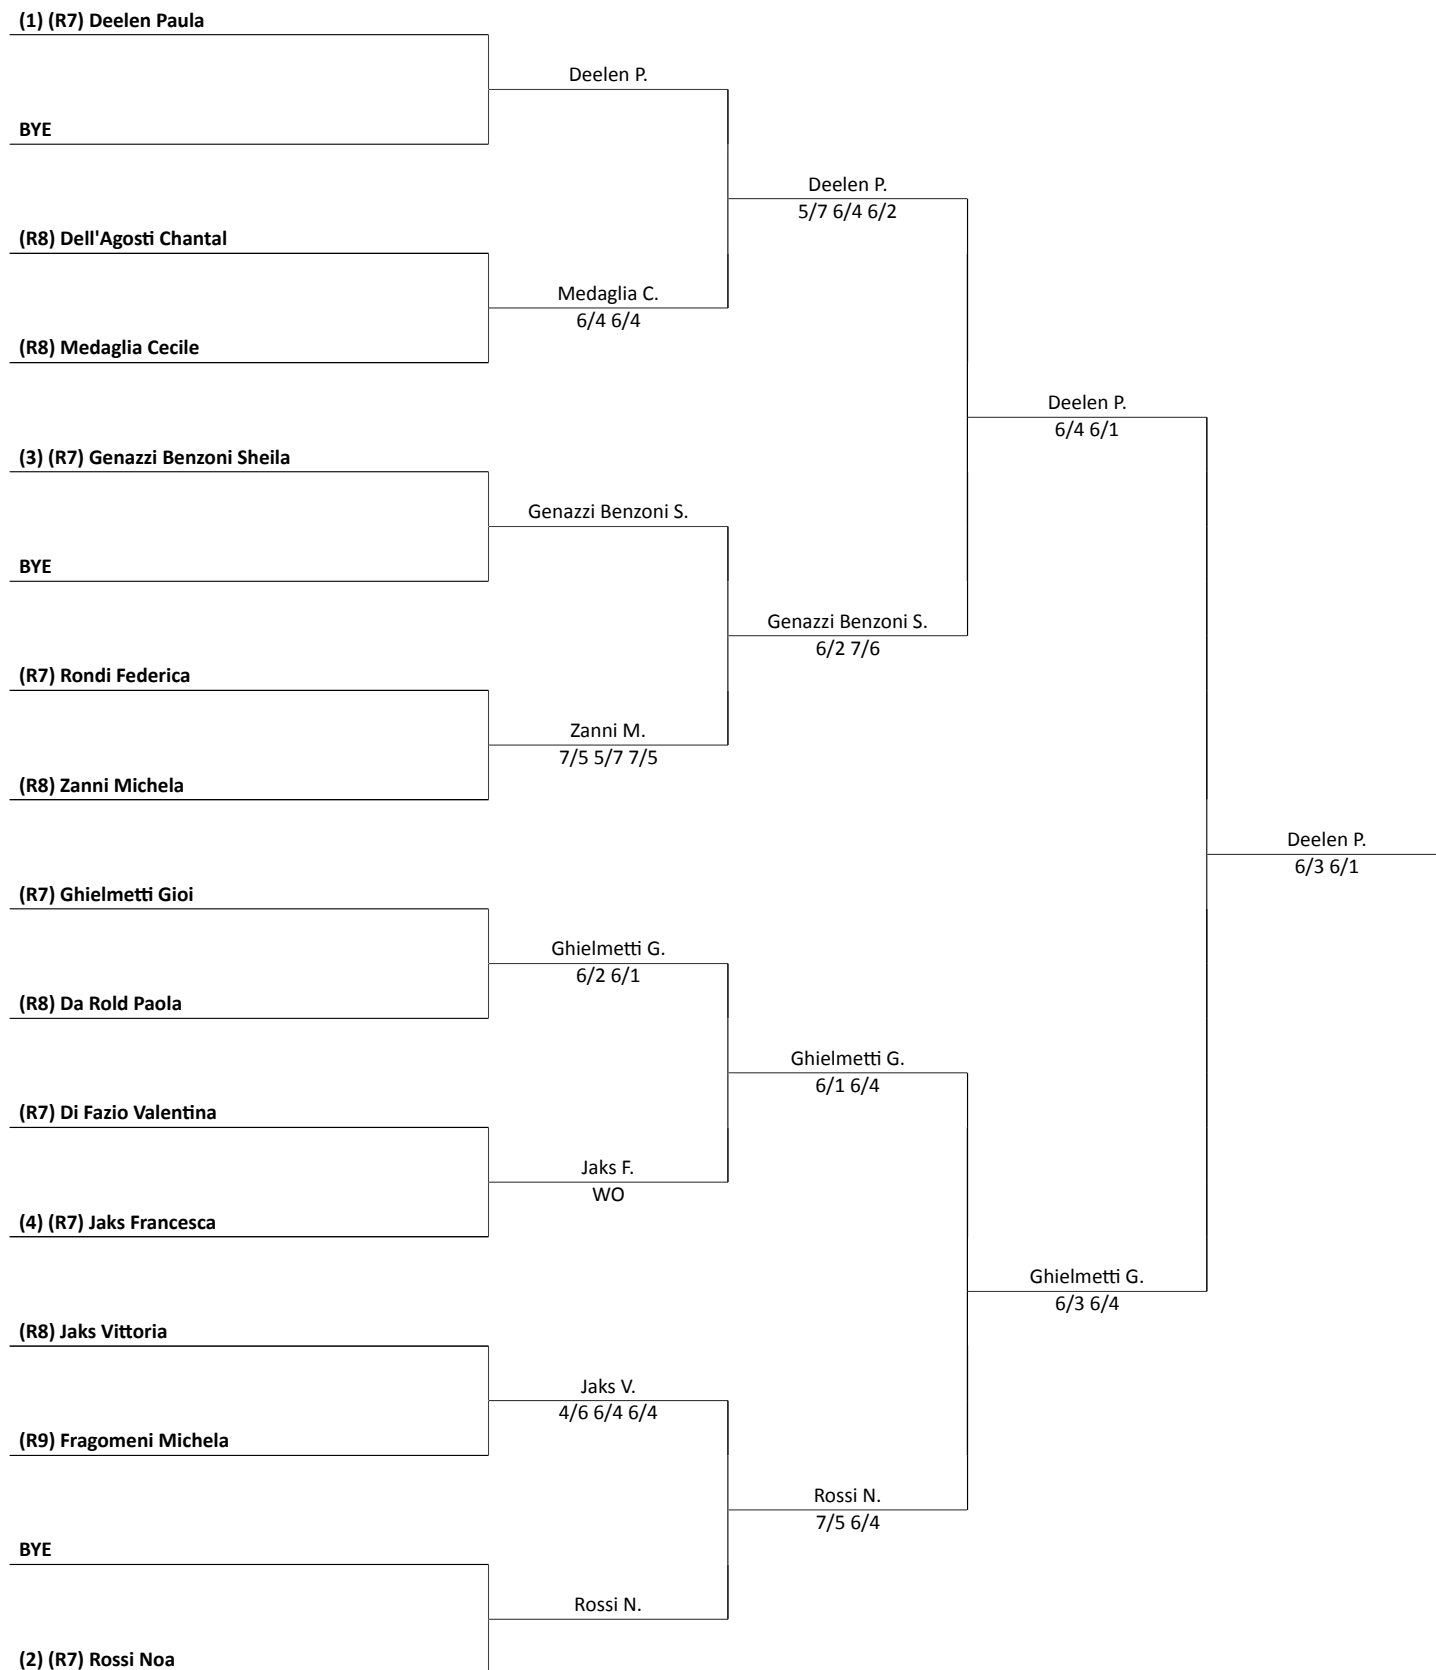 (1) (R7) Deelen Paula
Deelen P.
BYE
Deelen P.
5/7 6/4 6/2
(R8) Dell'Agosti Chantal
Medaglia C.
6/4 6/4
(R8) Medaglia Cecile
Deelen P.
6/4 6/1
(3) (R7) Genazzi Benzoni Sheila
Genazzi Benzoni S.
BYE
Genazzi Benzoni S.
6/2 7/6
(R7) Rondi Federica
Zanni M.
7/5 5/7 7/5
(R8) Zanni Michela
Deelen P.
6/3 6/1
(R7) Ghielmetti Gioi
Ghielmetti G.
6/2 6/1
(R8) Da Rold Paola
Ghielmetti G.
6/1 6/4
(R7) Di Fazio Valentina
Jaks F.
WO
(4) (R7) Jaks Francesca
Ghielmetti G.
6/3 6/4
(R8) Jaks Vittoria
Jaks V.
4/6 6/4 6/4
(R9) Fragomeni Michela
Rossi N.
7/5 6/4
BYE
Rossi N.
(2) (R7) Rossi Noa